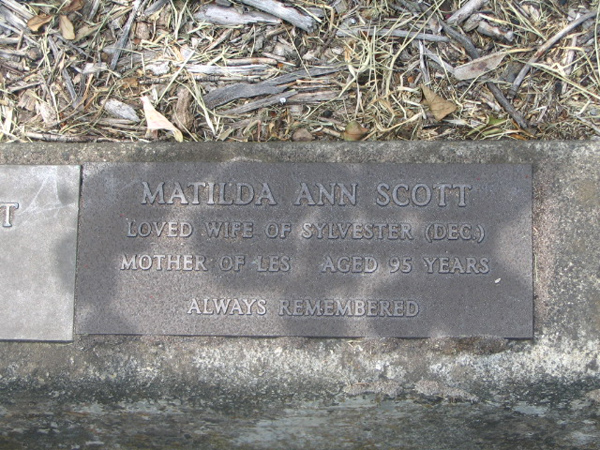 MATILDA ANN SCOTT
LOVED WIFE OF SYLVESTER (DEC.)
MOTHER OF LES AGED 95 YEARS
ALWAYS REMEMBERED